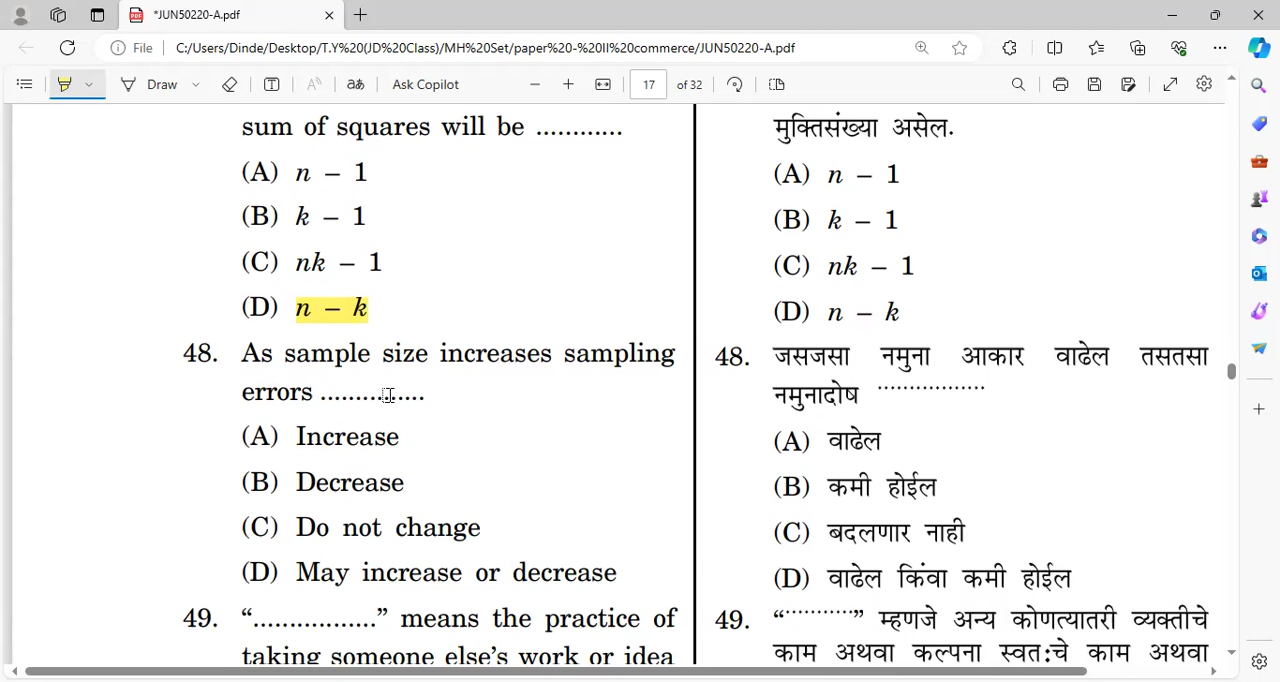 *JUN50220-A.pdf
File
C:/Users/Dinde/Desktop/T.Y%20(JD%20Class)/MH%20Set/paper%20-%20II%20commerce/JUN50220-A.pdf
Draw
Ask Copilot
17
of 32
sum of squares will be ............
(A) n – 1
(B) k – 1
(C) nk – 1
(D) n – k
48. As sample size increases sampling
errors ...............
(A) Increase
(B) Decrease
(C) Do not change
(D) May increase or decrease
49. “..................” means the practice of
taking someone else’s work or idea
मुक्तिसंख्या असेल.
(A) n – 1
(B) k – 1
(C) nk – 1
(D) n – k
48. जसजसा नमुना आकार वाढेल तसतसा
नमुनादोष .................
(A) वाढेल
(B) कमी होईल
(C) बदलणार नाही
(D) वाढेल किंवा कमी होईल
49. “...........” म्हणजे अन्य कोणत्यातरी व्यक्तीचे
काम अथवा कल्पना स्वत:चे काम अथवा